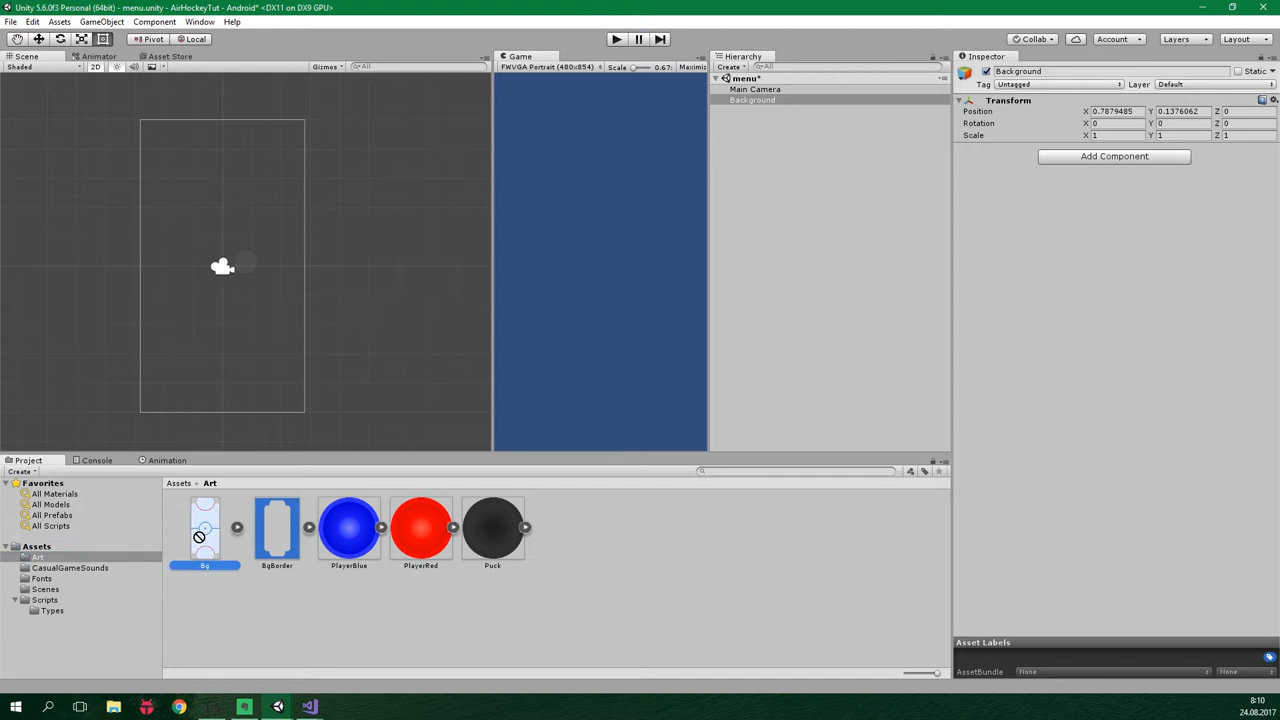 Unity 5.6.0f3 Personal (64bit) - menu.unity - AirHockeyTut - Android* <DX11 on DX9 GPU>
File Edit Assets GameObject Component Window Help
Pivot Local Collab Account Layers Layout
Scene Animator Asset Store Game Hierarchy Inspector
Shaded 2D Gizmos All FWVGA Portrait (480x854) Scale 0.67: Maximiz Create All Background Static
menu*
Tag Untagged Layer Default
Main Camera
Background
Transform
Position X 0.7879485 Y 0.1376062 Z 0
Rotation X 0 Y 0 Z 0
Scale X 1 Y 1 Z 1
Add Component
Project Console Animation
Create
Favorites
All Materials
All Models
All Prefabs
All Scripts
Assets
Art
CasualGameSounds
Fonts
Scenes
Scripts
Types
Assets Art
Bg BgBorder PlayerBlue PlayerRed Puck
Asset Labels
AssetBundle None None
8:10
24.08.2017